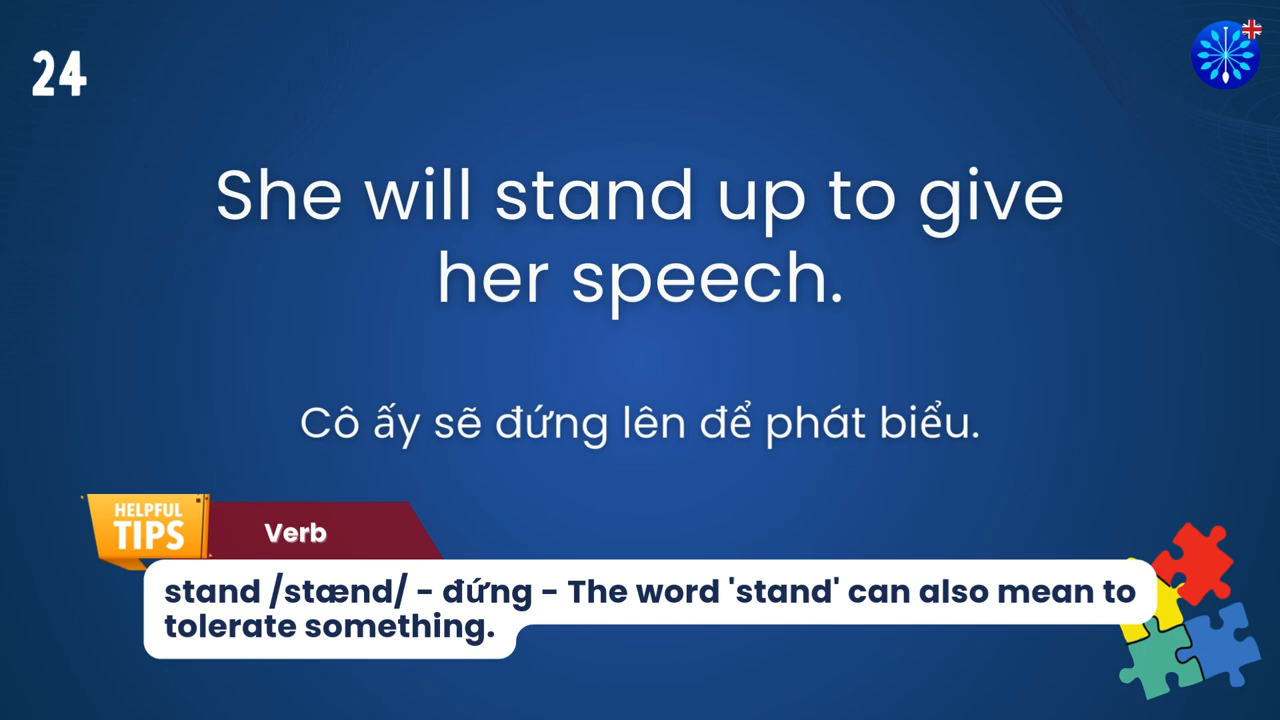 24
She will stand up to give
her speech.
Cô ấy sẽ đứng lên để phát biểu.
HELPFUL
TIPS
Verb
stand /stænd/ - đứng - The word 'stand' can also mean to
tolerate something.